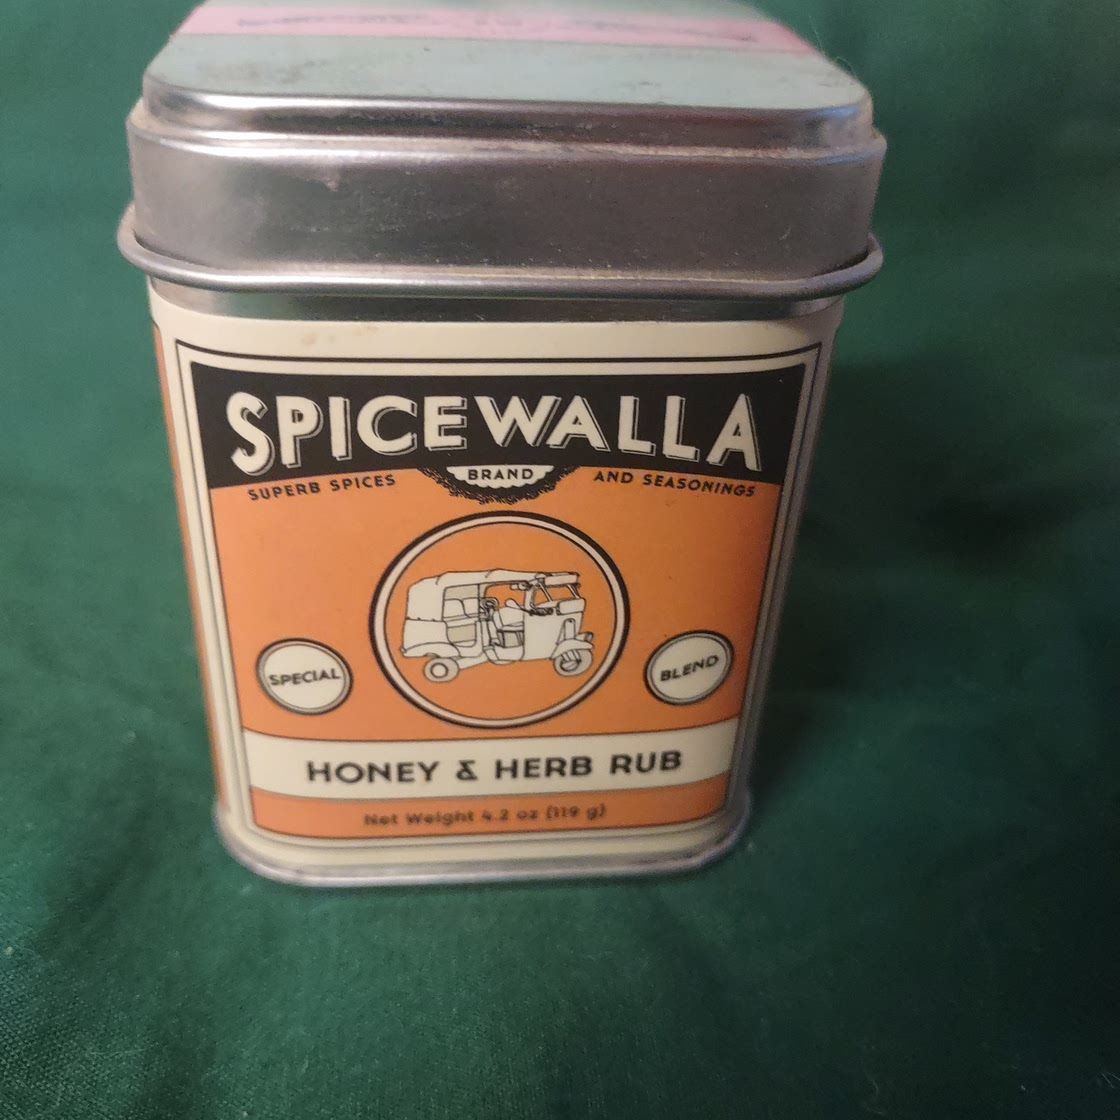 SPICEWALLA
BRAND
SUPERB SPICES AND SEASONINGS
SPECIAL BLEND
HONEY & HERB RUB
Net Weight 4.2 oz (119 g)